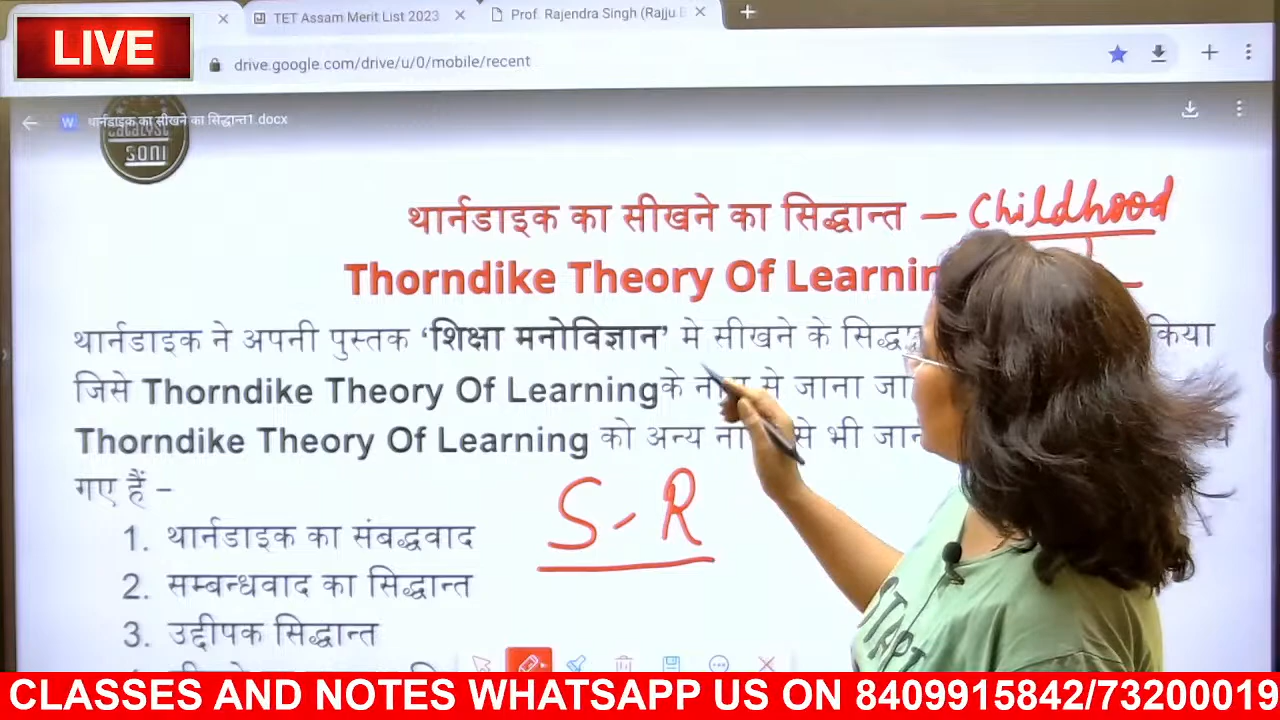 TET Assam Merit List 2023
Prof. Rajendra Singh (Rajju B
LIVE
drive.google.com/drive/u/0/mobile/recent
थार्नडाइक का सीखने का सिद्धान्त1.docx
CATALYST
SONI
थार्नडाइक का सीखने का सिद्धान्त – Childhood
Thorndike Theory Of Learnin
थार्नडाइक ने अपनी पुस्तक ‘शिक्षा मनोविज्ञान’ मे सीखने के किया
जिसे Thorndike Theory Of Learningके से जाना
Thorndike Theory Of Learning को अन्य से भी
गए हैं –
S - R
1. थार्नडाइक का संबद्धवाद
2. सम्बन्धवाद का सिद्धान्त
3. उद्दीपक सिद्धान्त
CLASSES AND NOTES WHATSAPP US ON 8409915842/73200019